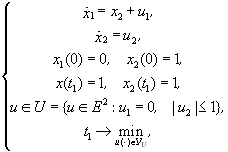 ẋ₁ = x₂ + u₁,
ẋ₂ = u₂,
x₁(0) = 0, x₂(0) = 1,
x(t₁) = 1, x₂(t₁) = 1,
u ∈ U = {u ∈ E² : u₁ = 0, | u₂ | ≤ 1},
t₁ → min u(·)∈𝒱_U ,